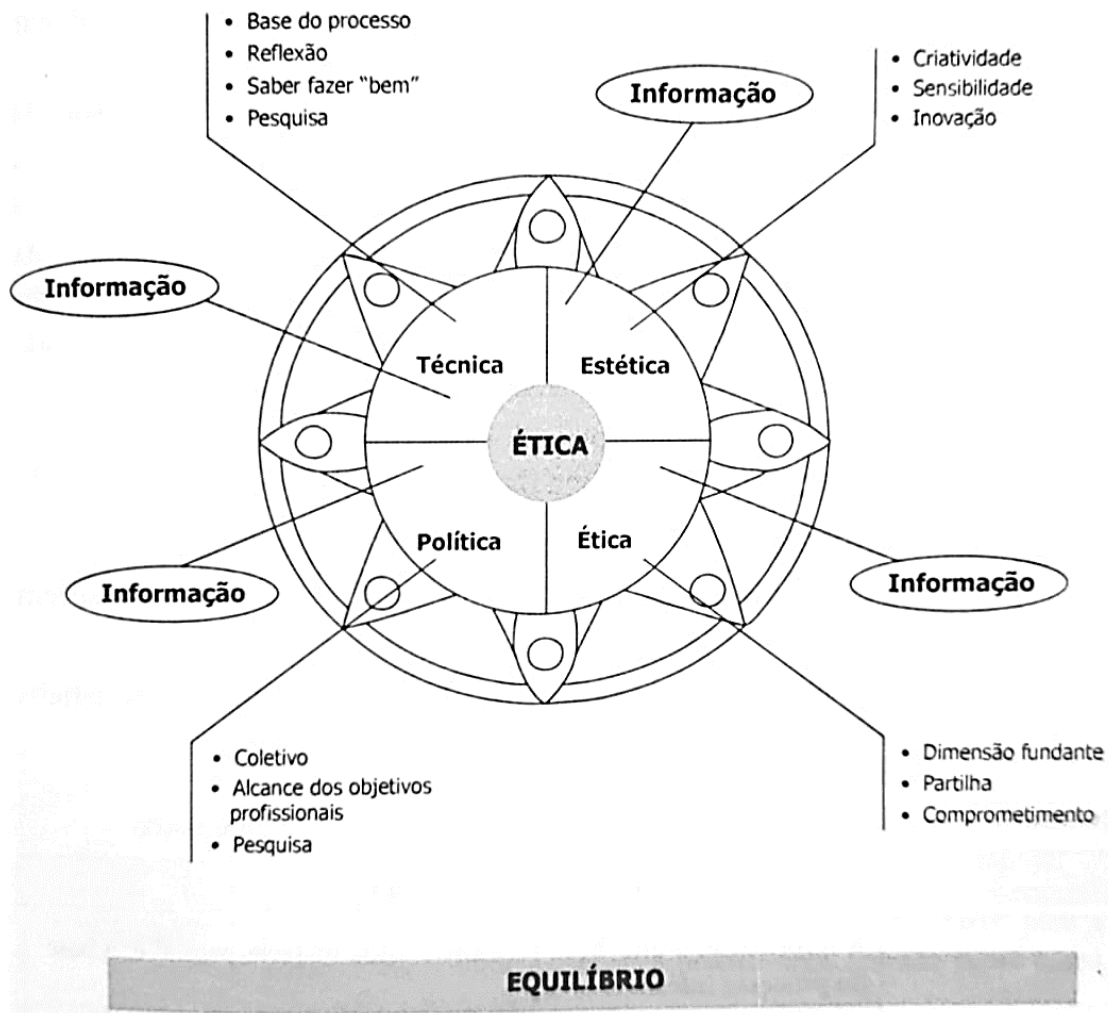 • Base do processo
• Reflexão
• Saber fazer “bem”
• Pesquisa
Informação
• Criatividade
• Sensibilidade
• Inovação
Informação
Técnica
Estética
ÉTICA
Política
Ética
Informação
Informação
• Coletivo
• Alcance dos objetivos
profissionais
• Pesquisa
• Dimensão fundante
• Partilha
• Comprometimento
EQUILÍBRIO